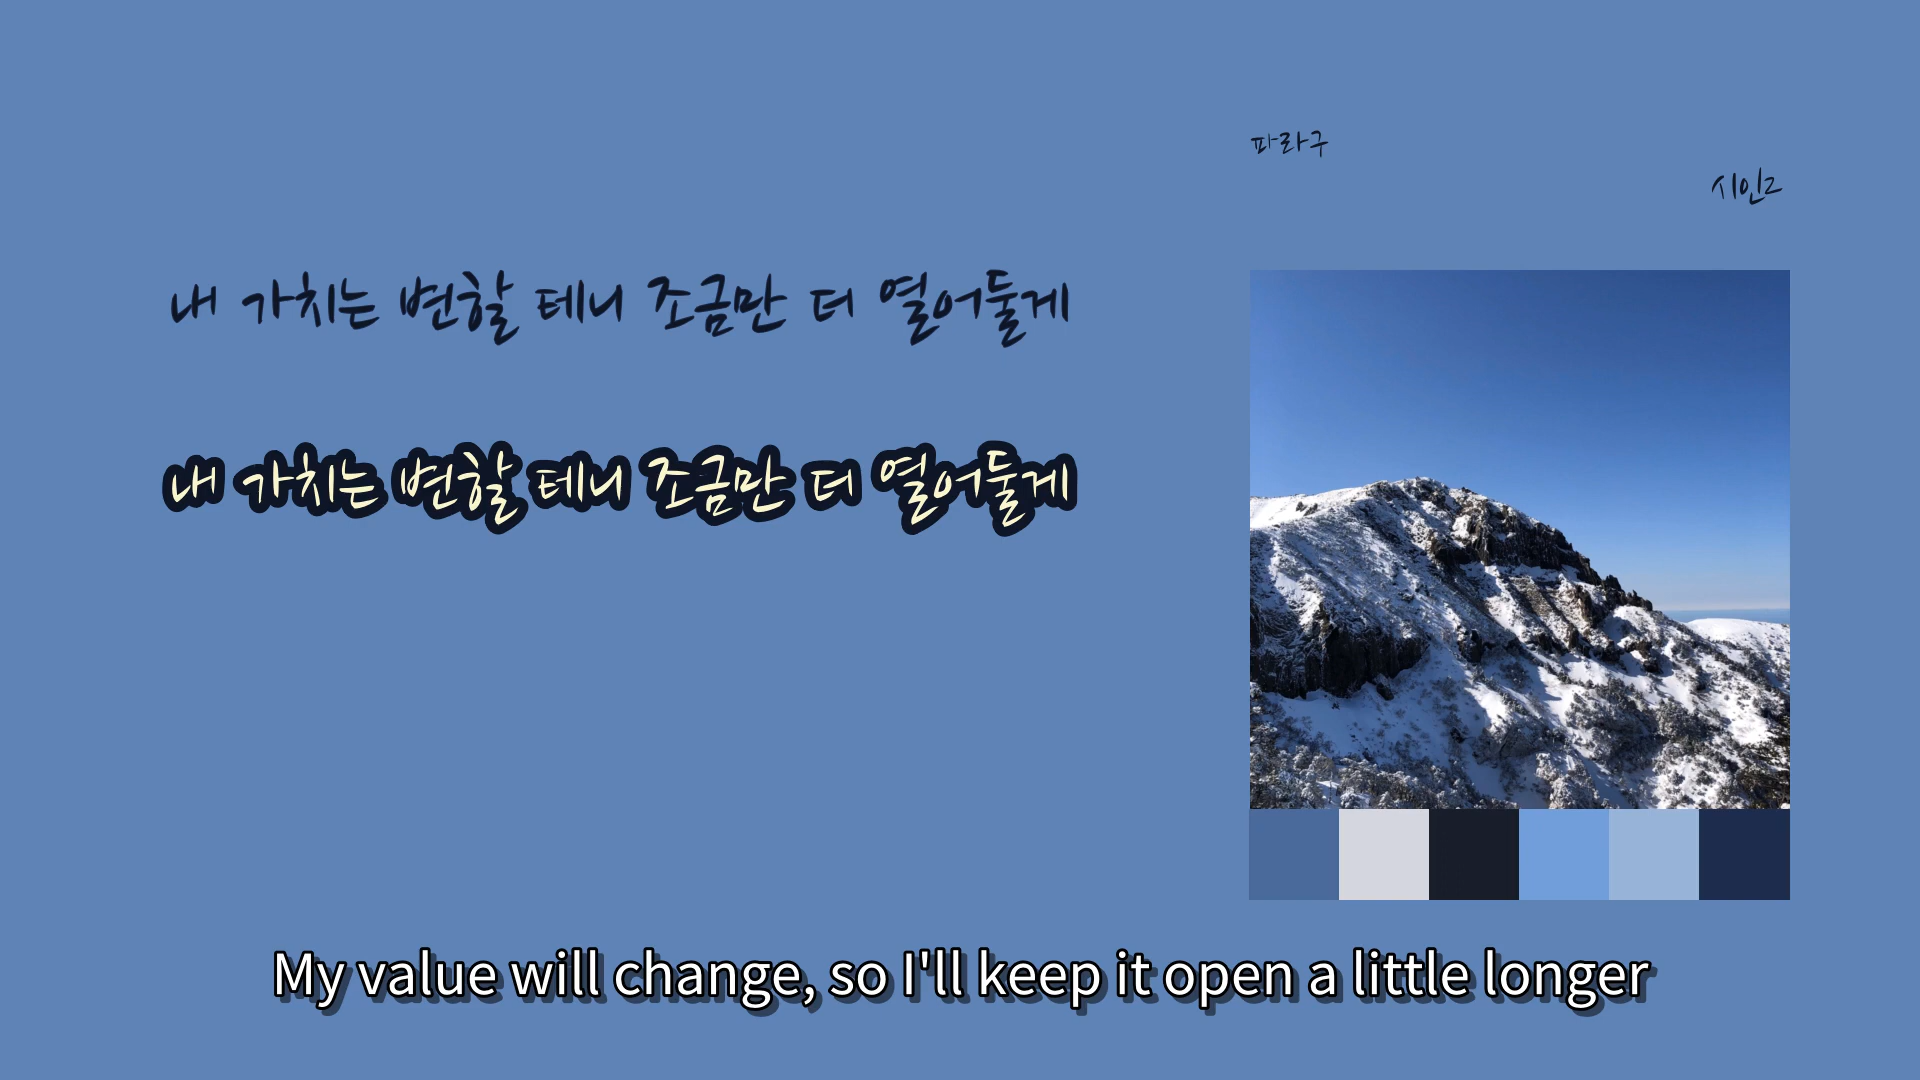 파라구
시인2
내 가치는 변할 테니 조금만 더 열어둘게
내 가치는 변할 테니 조금만 더 열어둘게
My value will change, so I'll keep it open a little longer